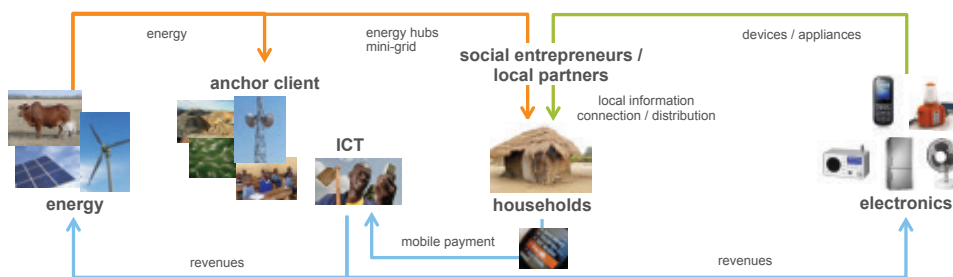 energy
energy hubs
mini-grid
social entrepreneurs /
local partners
devices / appliances
anchor client
local information
connection / distribution
ICT
energy
households
electronics
mobile payment
revenues
revenues